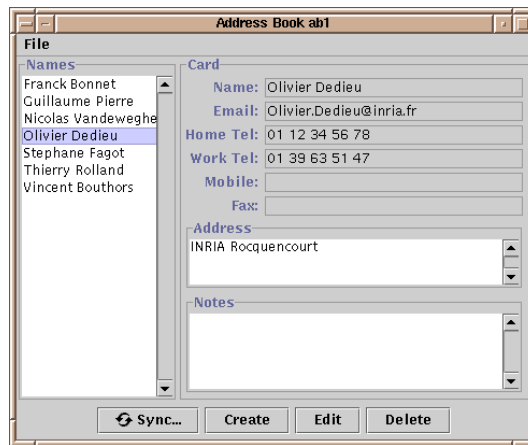 Address Book ab1
File
Names
Franck Bonnet
Guillaume Pierre
Nicolas Vandeweghe
Olivier Dedieu
Stephane Fagot
Thierry Rolland
Vincent Bouthors
Card
Name: Olivier Dedieu
Email: Olivier.Dedieu@inria.fr
Home Tel: 01 12 34 56 78
Work Tel: 01 39 63 51 47
Mobile:
Fax:
Address
INRIA Rocquencourt
Notes
Sync... Create Edit Delete